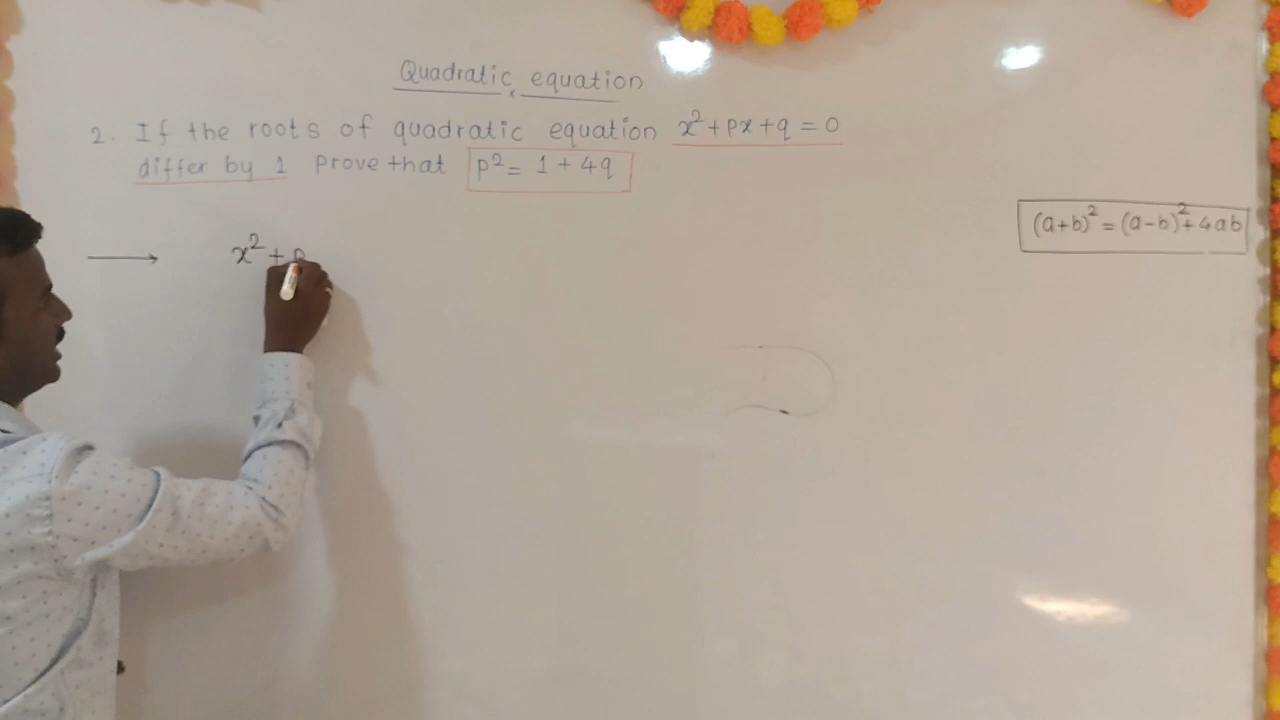 Quadratic equation
2. If the roots of quadratic equation x²+px+q = 0
differ by 1 Prove that p²= 1 + 4q
(a+b)² = (a-b)²+ 4ab
x² + p